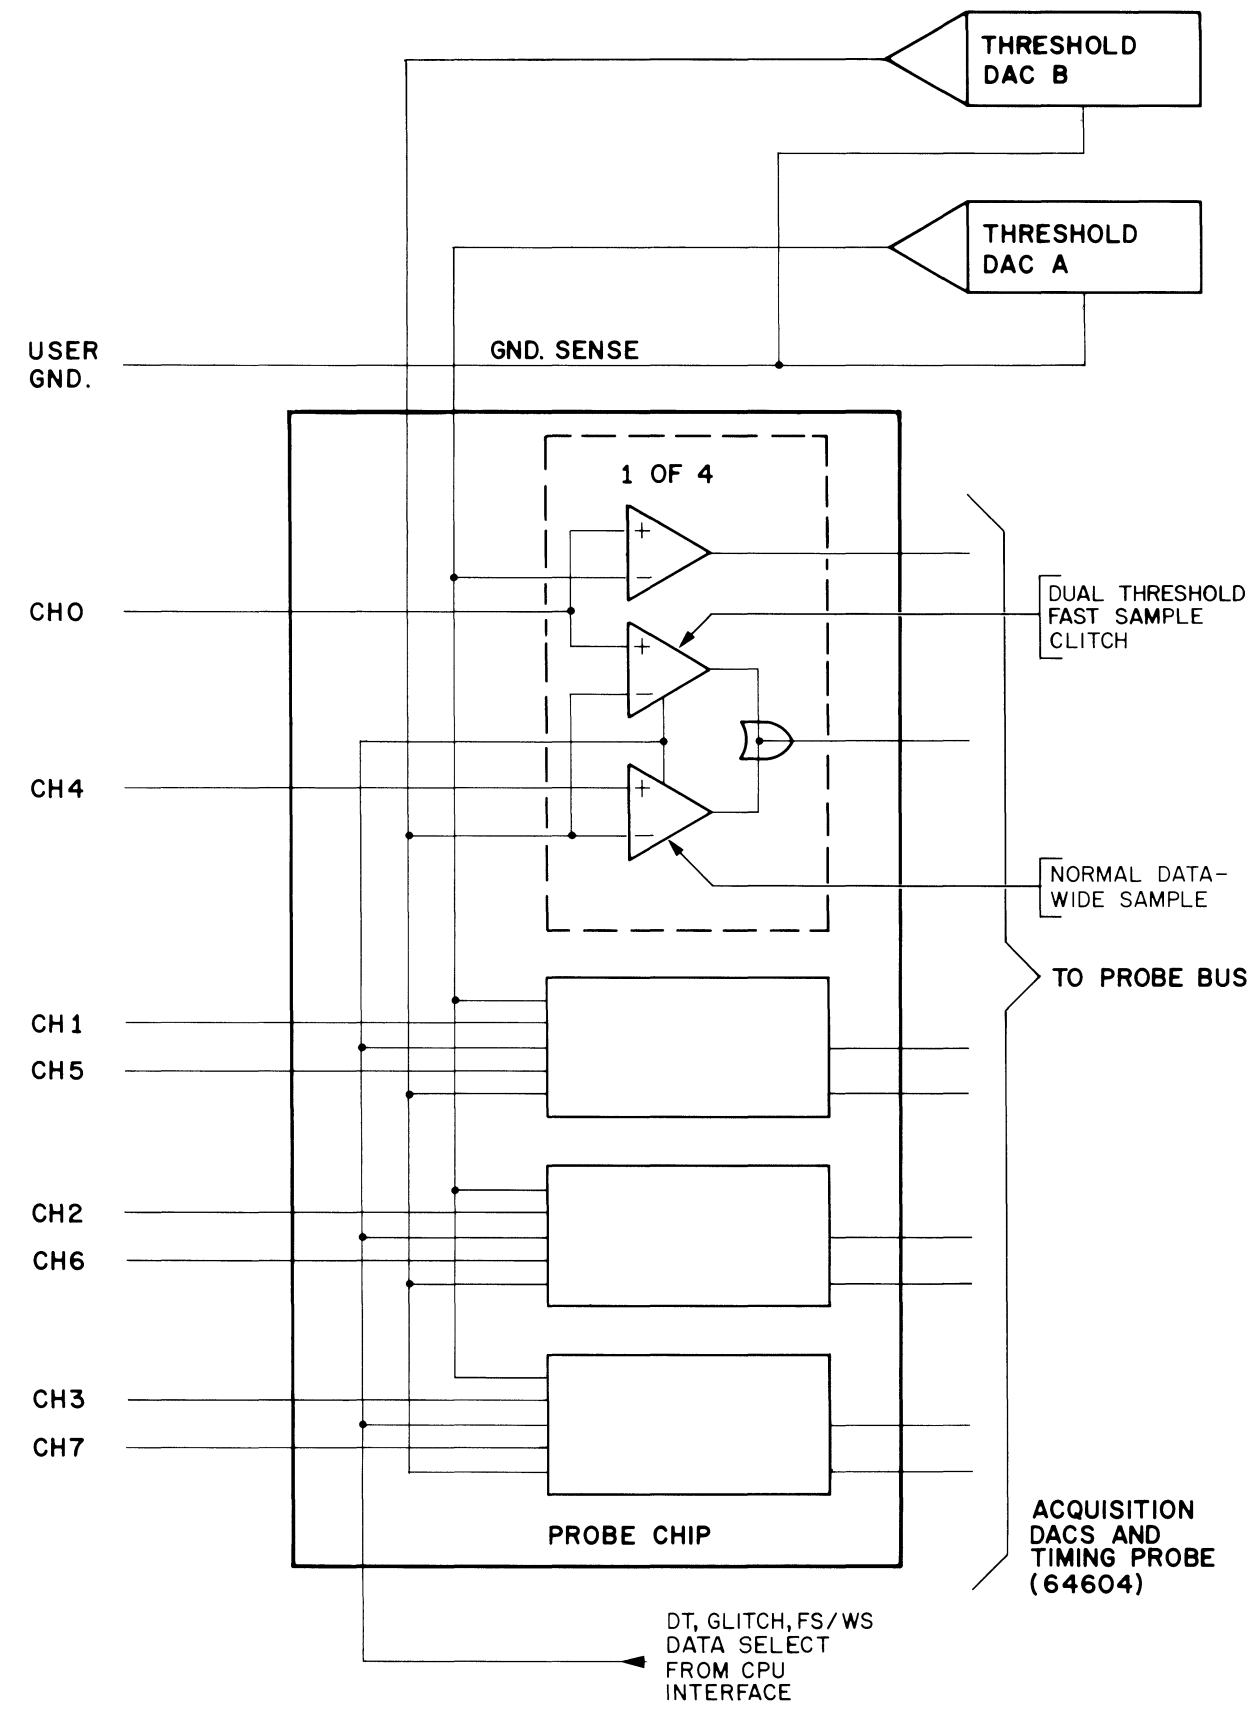 THRESHOLD
DAC B
THRESHOLD
DAC A
USER
GND.
GND. SENSE
1 OF 4
+
−
CH0
DUAL THRESHOLD
FAST SAMPLE
CLITCH
+
−
CH4
+
−
NORMAL DATA-
WIDE SAMPLE
TO PROBE BUS
CH1
CH5
CH2
CH6
CH3
CH7
PROBE CHIP
ACQUISITION
DACS AND
TIMING PROBE
(64604)
DT, GLITCH, FS/WS
DATA SELECT
FROM CPU
INTERFACE